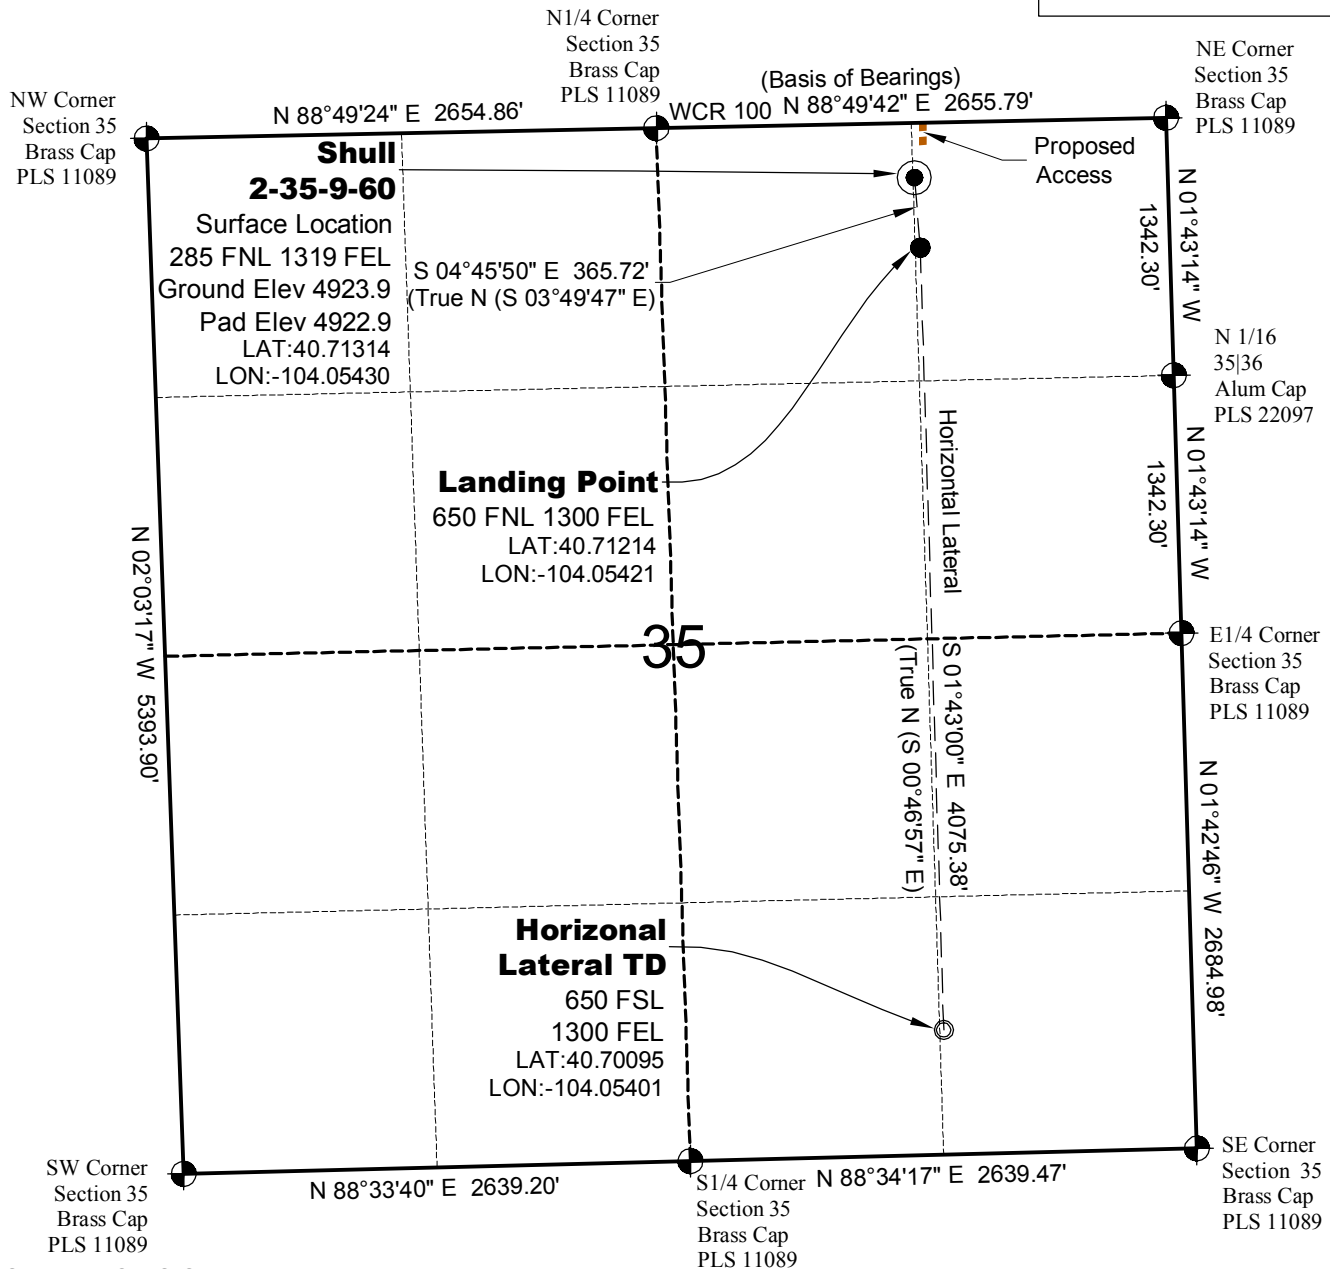 N1/4 Corner
Section 35
Brass Cap
PLS 11089
NE Corner
Section 35
Brass Cap
PLS 11089
NW Corner
Section 35
Brass Cap
PLS 11089
N 88°49'24" E 2654.86'
WCR 100
(Basis of Bearings)
N 88°49'42" E 2655.79'
Proposed
Access
Shull
2-35-9-60
Surface Location
285 FNL 1319 FEL
Ground Elev 4923.9
Pad Elev 4922.9
LAT:40.71314
LON:-104.05430
S 04°45'50" E 365.72'
(True N (S 03°49'47" E)
N 01°43'14" W
1342.30'
N 1/16
35|36
Alum Cap
PLS 22097
Landing Point
650 FNL 1300 FEL
LAT:40.71214
LON:-104.05421
Horizontal Lateral
N 01°43'14" W
1342.30'
N 02°03'17" W 5393.90'
35
S 01°43'00" E 4075.38'
(True N (S 00°46'57" E)
E1/4 Corner
Section 35
Brass Cap
PLS 11089
N 01°42'46" W 2684.98'
Horizonal
Lateral TD
650 FSL
1300 FEL
LAT:40.70095
LON:-104.05401
SW Corner
Section 35
Brass Cap
PLS 11089
N 88°33'40" E 2639.20'
S1/4 Corner
Section 35
Brass Cap
PLS 11089
N 88°34'17" E 2639.47'
SE Corner
Section 35
Brass Cap
PLS 11089